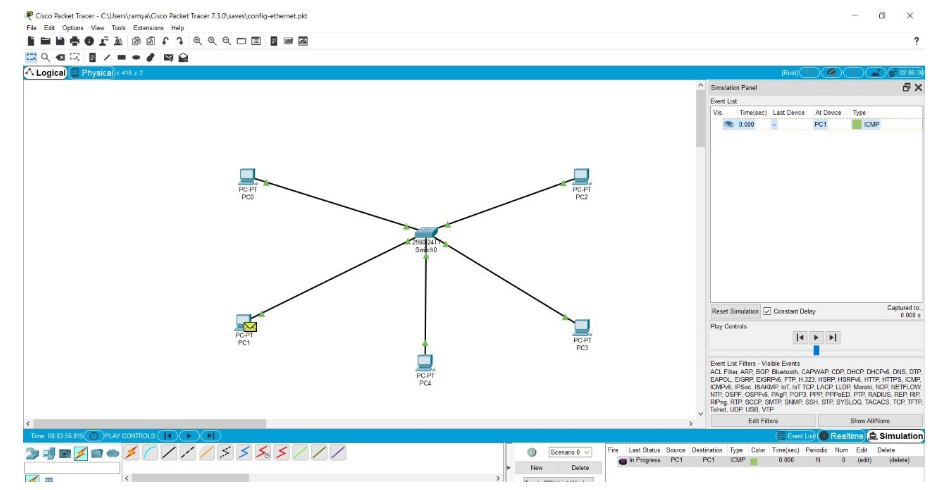 Cisco Packet Tracer - C:\Users\ramya\Cisco Packet Tracer 7.3.0\saves\config-ethernet.pkt
File Edit Options View Tools Extensions Help
?
Logical Physical x: 418, y: 2
[Root] 02:06:30
Simulation Panel
Event List
Vis. Time(sec) Last Device At Device Type
0.000 -- PC1 ICMP
PC-PT
PC0
PC-PT
PC2
2960-24TT
Switch0
PC-PT
PC1
PC-PT
PC3
PC-PT
PC4
Reset Simulation Constant Delay
Captured to:
0.000 s
Play Controls
Event List Filters - Visible Events
ACL Filter, ARP, BGP, Bluetooth, CAPWAP, CDP, DHCP, DHCPv6, DNS, DTP,
EAPOL, EIGRP, EIGRPv6, FTP, H.323, HSRP, HSRPv6, HTTP, HTTPS, ICMP,
ICMPv6, IPSec, ISAKMP, IoT, IoT TCP, LACP, LLDP, Meraki, NDP, NETFLOW,
NTP, OSPF, OSPFv6, PAgP, POP3, PPP, PPPoED, PTP, RADIUS, REP, RIP,
RIPng, RTP, SCCP, SMTP, SNMP, SSH, STP, SYSLOG, TACACS, TCP, TFTP,
Telnet, UDP, USB, VTP
Edit Filters Show All/None
Time: 00:03:56.815 PLAY CONTROLS:
Event List Realtime Simulation
Scenario 0
New Delete
Fire Last Status Source Destination Type Color Time(sec) Periodic Num Edit Delete
In Progress PC1 PC1 ICMP 0.000 N 0 (edit) (delete)